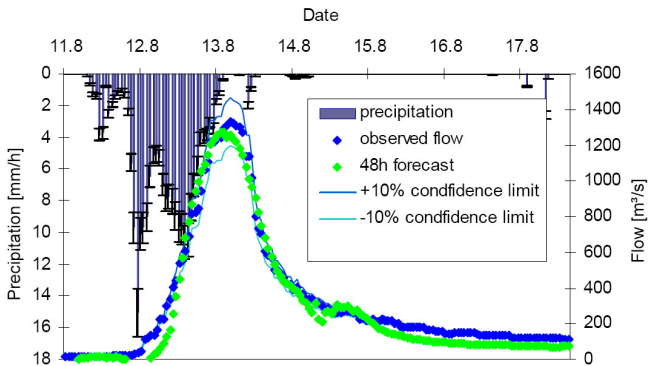 Date
11.8 12.8 13.8 14.8 15.8 16.8 17.8
0 1600
2 1400
4 1200
6 1000
8 800
10 600
12 400
14 200
16 0
18
Precipitation [mm/h]
Flow [m³/s]
precipitation
observed flow
48h forecast
+10% condfidence limit
-10% condfidence limit